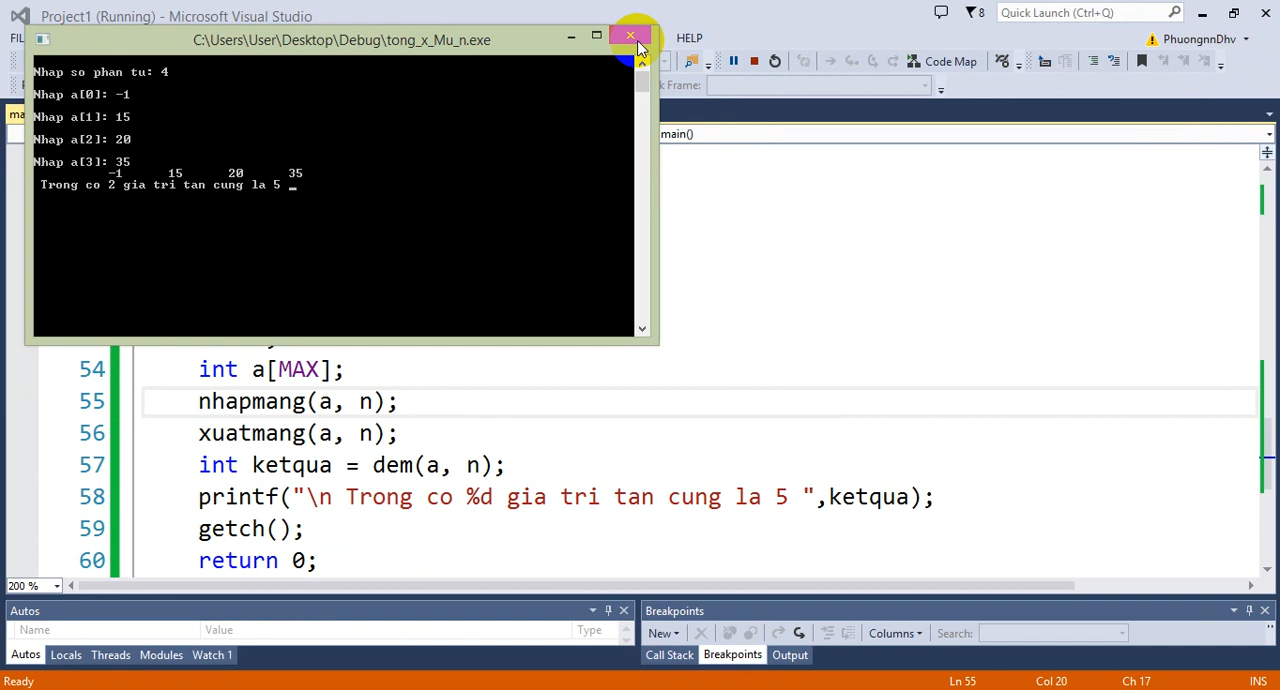 Project1 (Running) - Microsoft Visual Studio
8
Quick Launch (Ctrl+Q)
C:\Users\User\Desktop\Debug\tong_x_Mu_n.exe
HELP
PhuongnnDhv
Code Map
Frame:
main()
Nhap so phan tu: 4
Nhap a[0]: -1
Nhap a[1]: 15
Nhap a[2]: 20
Nhap a[3]: 35
-1 15 20 35
Trong co 2 gia tri tan cung la 5 _
54 int a[MAX];
55 nhapmang(a, n);
56 xuatmang(a, n);
57 int ketqua = dem(a, n);
58 printf("\n Trong co %d gia tri tan cung la 5 ",ketqua);
59 getch();
60 return 0;
200 %
Autos
Name Value Type
Autos Locals Threads Modules Watch 1
Breakpoints
New Columns Search:
Call Stack Breakpoints Output
Ready Ln 55 Col 20 Ch 17 INS